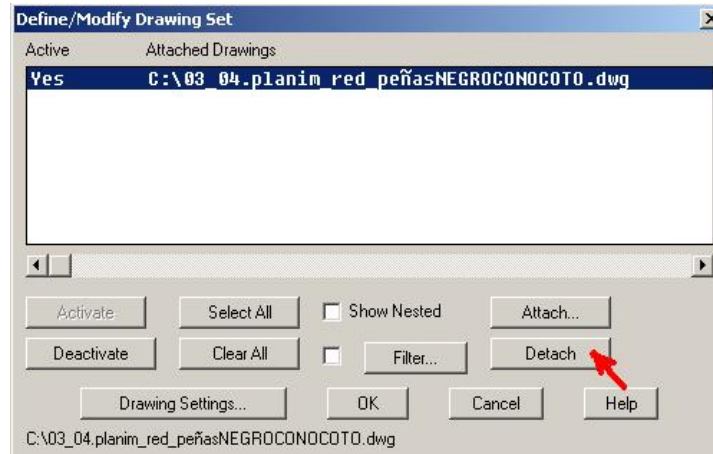 Define/Modify Drawing Set
Active Attached Drawings
Yes C:\03_04.planim_red_peñasNEGROCONOCOTO.dwg
Activate Select All Show Nested Attach...
Deactivate Clear All Filter... Detach
Drawing Settings... OK Cancel Help
C:\03_04.planim_red_peñasNEGROCONOCOTO.dwg